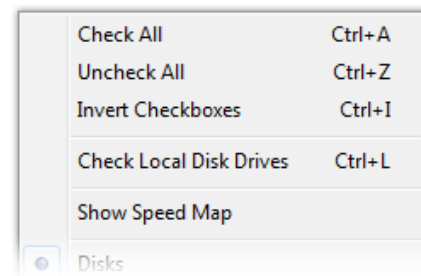 Check All Ctrl+A
Uncheck All Ctrl+Z
Invert Checkboxes Ctrl+I
Check Local Disk Drives Ctrl+L
Show Speed Map
Disks